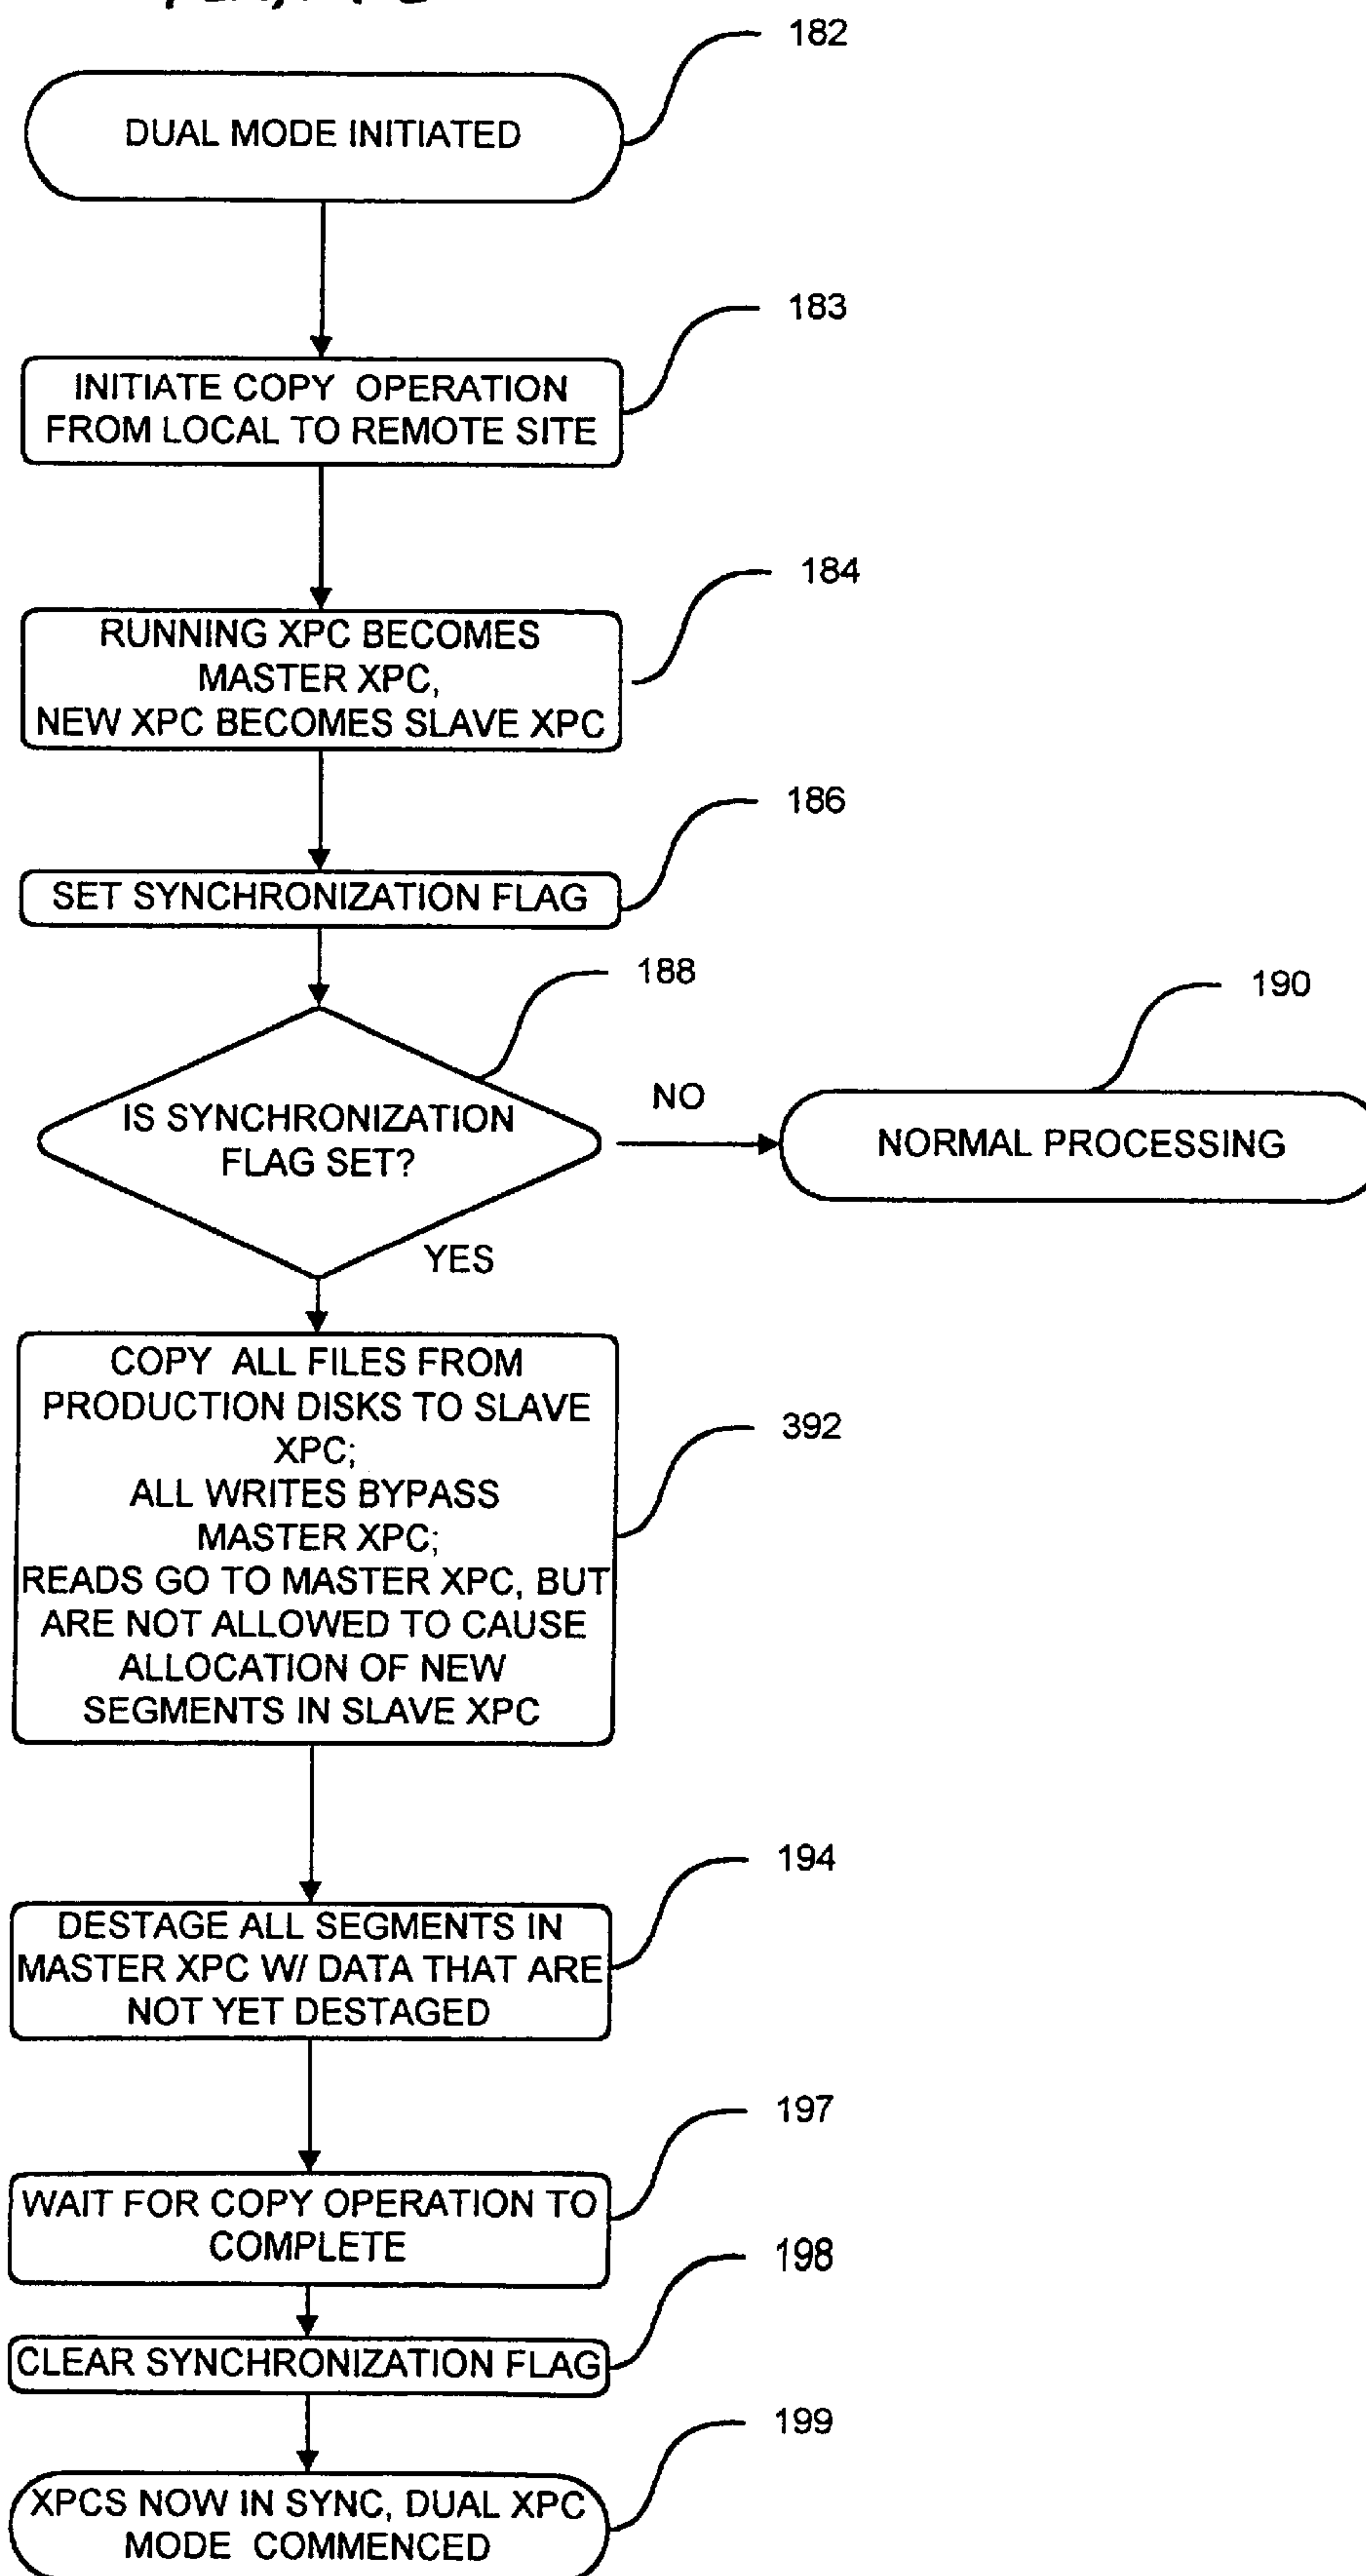 182
DUAL MODE INITIATED
183
INITIATE COPY OPERATION
FROM LOCAL TO REMOTE SITE
184
RUNNING XPC BECOMES
MASTER XPC,
NEW XPC BECOMES SLAVE XPC
186
SET SYNCHRONIZATION FLAG
188
190
IS SYNCHRONIZATION
FLAG SET?
NO
NORMAL PROCESSING
YES
COPY ALL FILES FROM
PRODUCTION DISKS TO SLAVE
XPC;
ALL WRITES BYPASS
MASTER XPC;
READS GO TO MASTER XPC, BUT
ARE NOT ALLOWED TO CAUSE
ALLOCATION OF NEW
SEGMENTS IN SLAVE XPC
392
194
DESTAGE ALL SEGMENTS IN
MASTER XPC W/ DATA THAT ARE
NOT YET DESTAGED
197
WAIT FOR COPY OPERATION TO
COMPLETE
198
CLEAR SYNCHRONIZATION FLAG
199
XPCS NOW IN SYNC, DUAL XPC
MODE COMMENCED